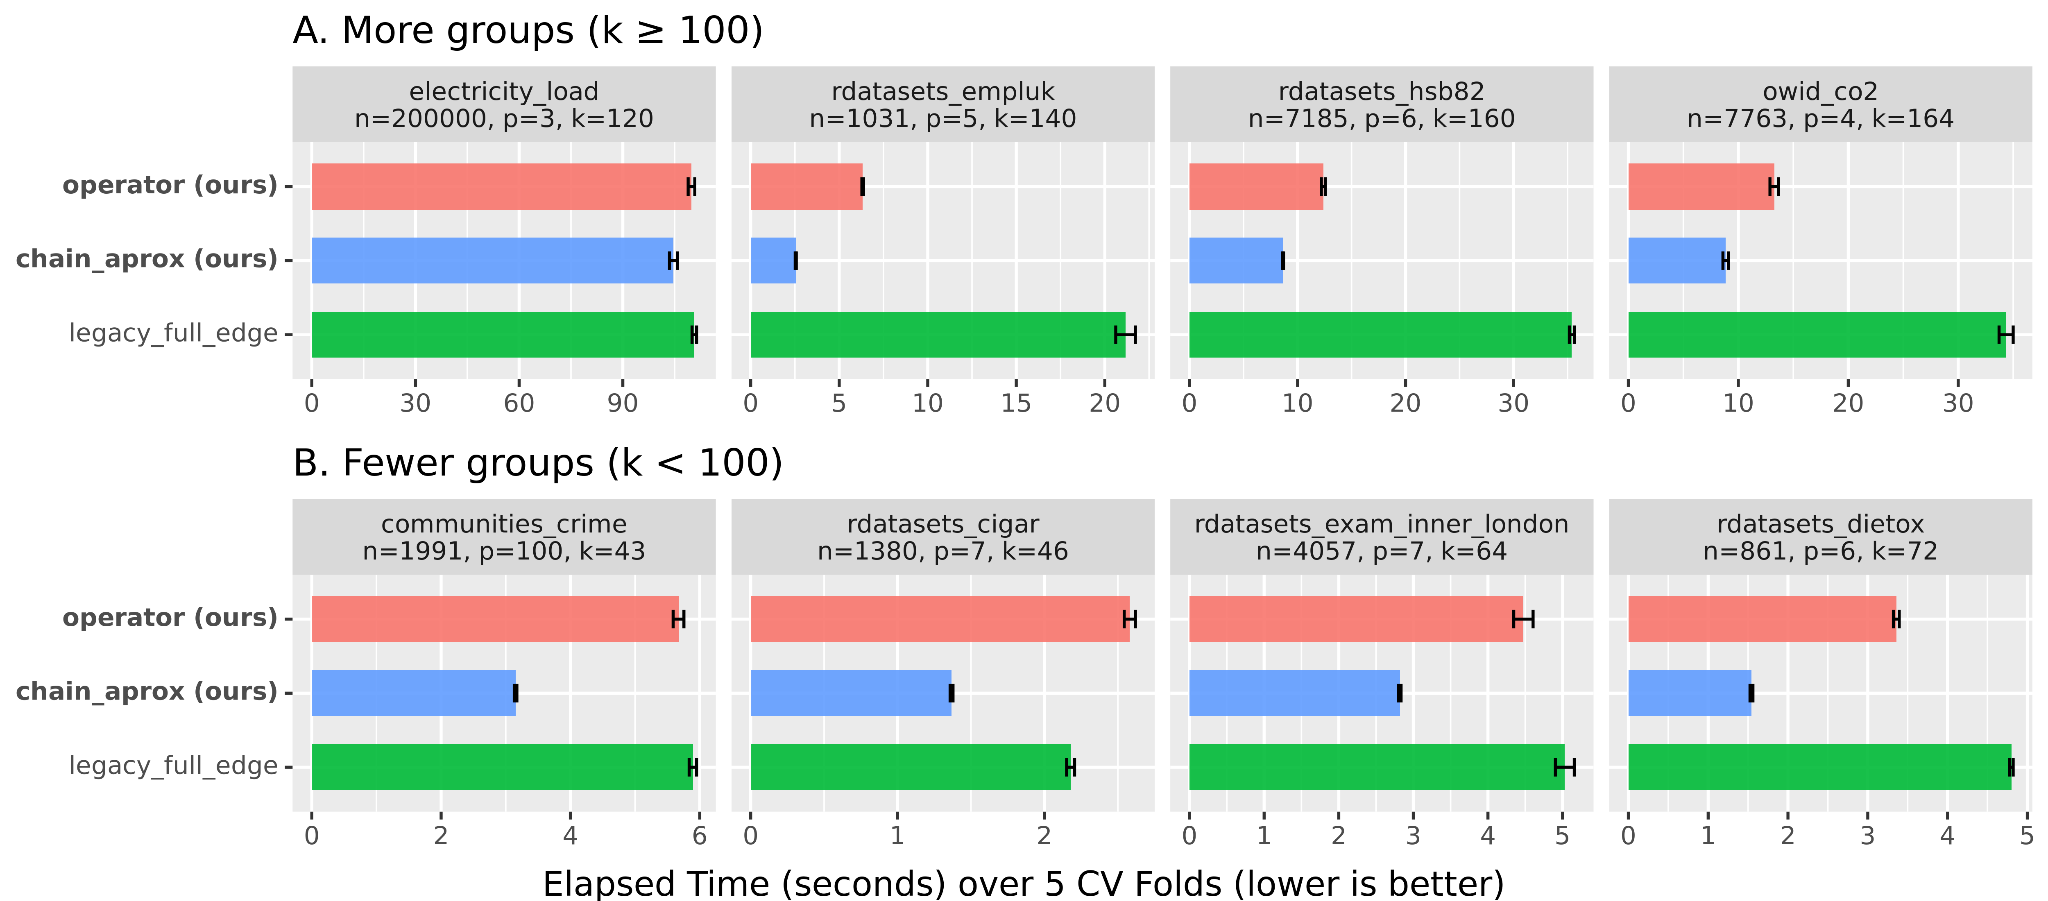 A. More groups (k ≥ 100)
electricity_load
n=200000, p=3, k=120
rdatasets_empluk
n=1031, p=5, k=140
rdatasets_hsb82
n=7185, p=6, k=160
owid_co2
n=7763, p=4, k=164
operator (ours)
chain_aprox (ours)
legacy_full_edge
0 30 60 90
0 5 10 15 20
0 10 20 30
0 10 20 30
B. Fewer groups (k < 100)
communities_crime
n=1991, p=100, k=43
rdatasets_cigar
n=1380, p=7, k=46
rdatasets_exam_inner_london
n=4057, p=7, k=64
rdatasets_dietox
n=861, p=6, k=72
operator (ours)
chain_aprox (ours)
legacy_full_edge
0 2 4 6
0 1 2
0 1 2 3 4 5
0 1 2 3 4 5
Elapsed Time (seconds) over 5 CV Folds (lower is better)